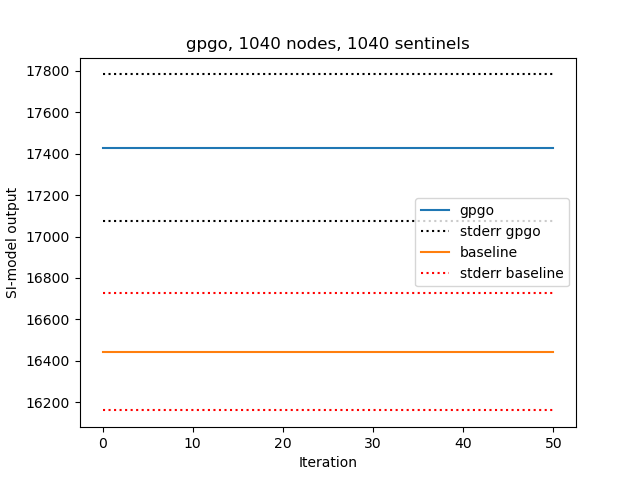 gpgo, 1040 nodes, 1040 sentinels
SI-model output
17800
17600
17400
17200
17000
16800
16600
16400
16200
gpgo
stderr gpgo
baseline
stderr baseline
0
10
20
30
40
50
Iteration